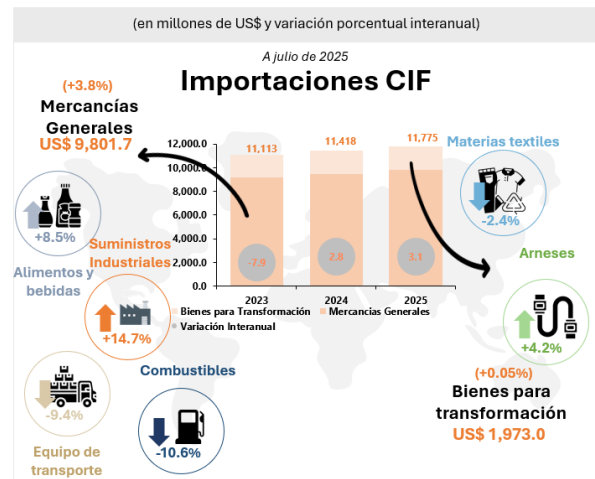 (en millones de US$ y variación porcentual interanual)
A julio de 2025
Importaciones CIF
(+3.8%)
Mercancías
Generales
US$ 9,801.7
+8.5%
Alimentos y
bebidas
Suministros
Industriales
+14.7%
-9.4%
Equipo de
transporte
Combustibles
-10.6%
12,000.0
10,000.0
8,000.0
6,000.0
4,000.0
2,000.0
0.0
11,113
11,418
11,775
-7.9
2.8
3.1
2023
2024
2025
Bienes para Transformación
Mercancias Generales
Variación Interanual
Materias textiles
-2.4%
Arneses
+4.2%
(+0.05%)
Bienes para
transformación
US$ 1,973.0